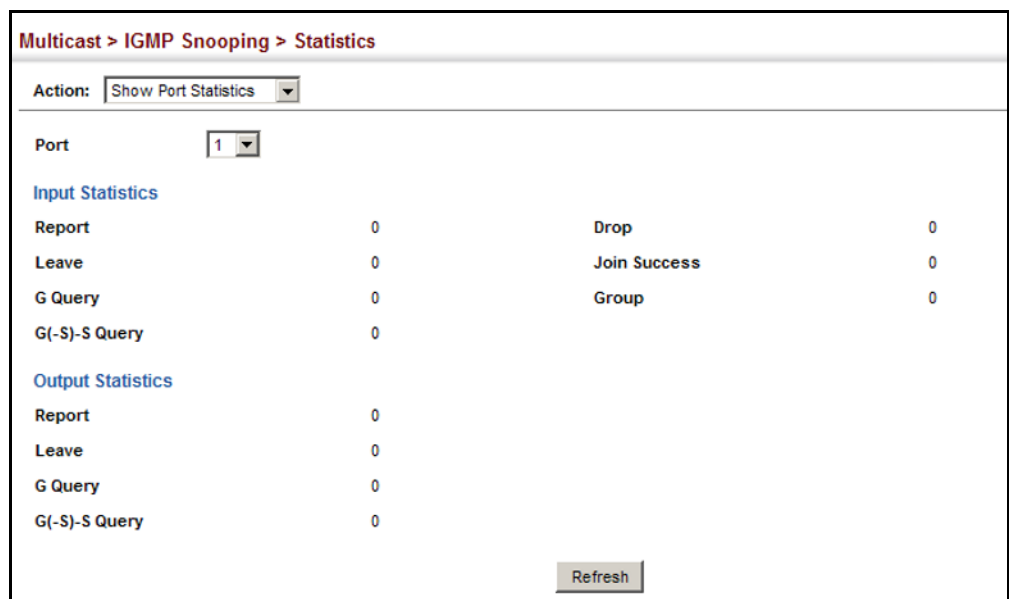 Multicast > IGMP Snooping > Statistics
Action: Show Port Statistics
Port 1
Input Statistics
Report 0 Drop 0
Leave 0 Join Success 0
G Query 0 Group 0
G(-S)-S Query 0
Output Statistics
Report 0
Leave 0
G Query 0
G(-S)-S Query 0
Refresh